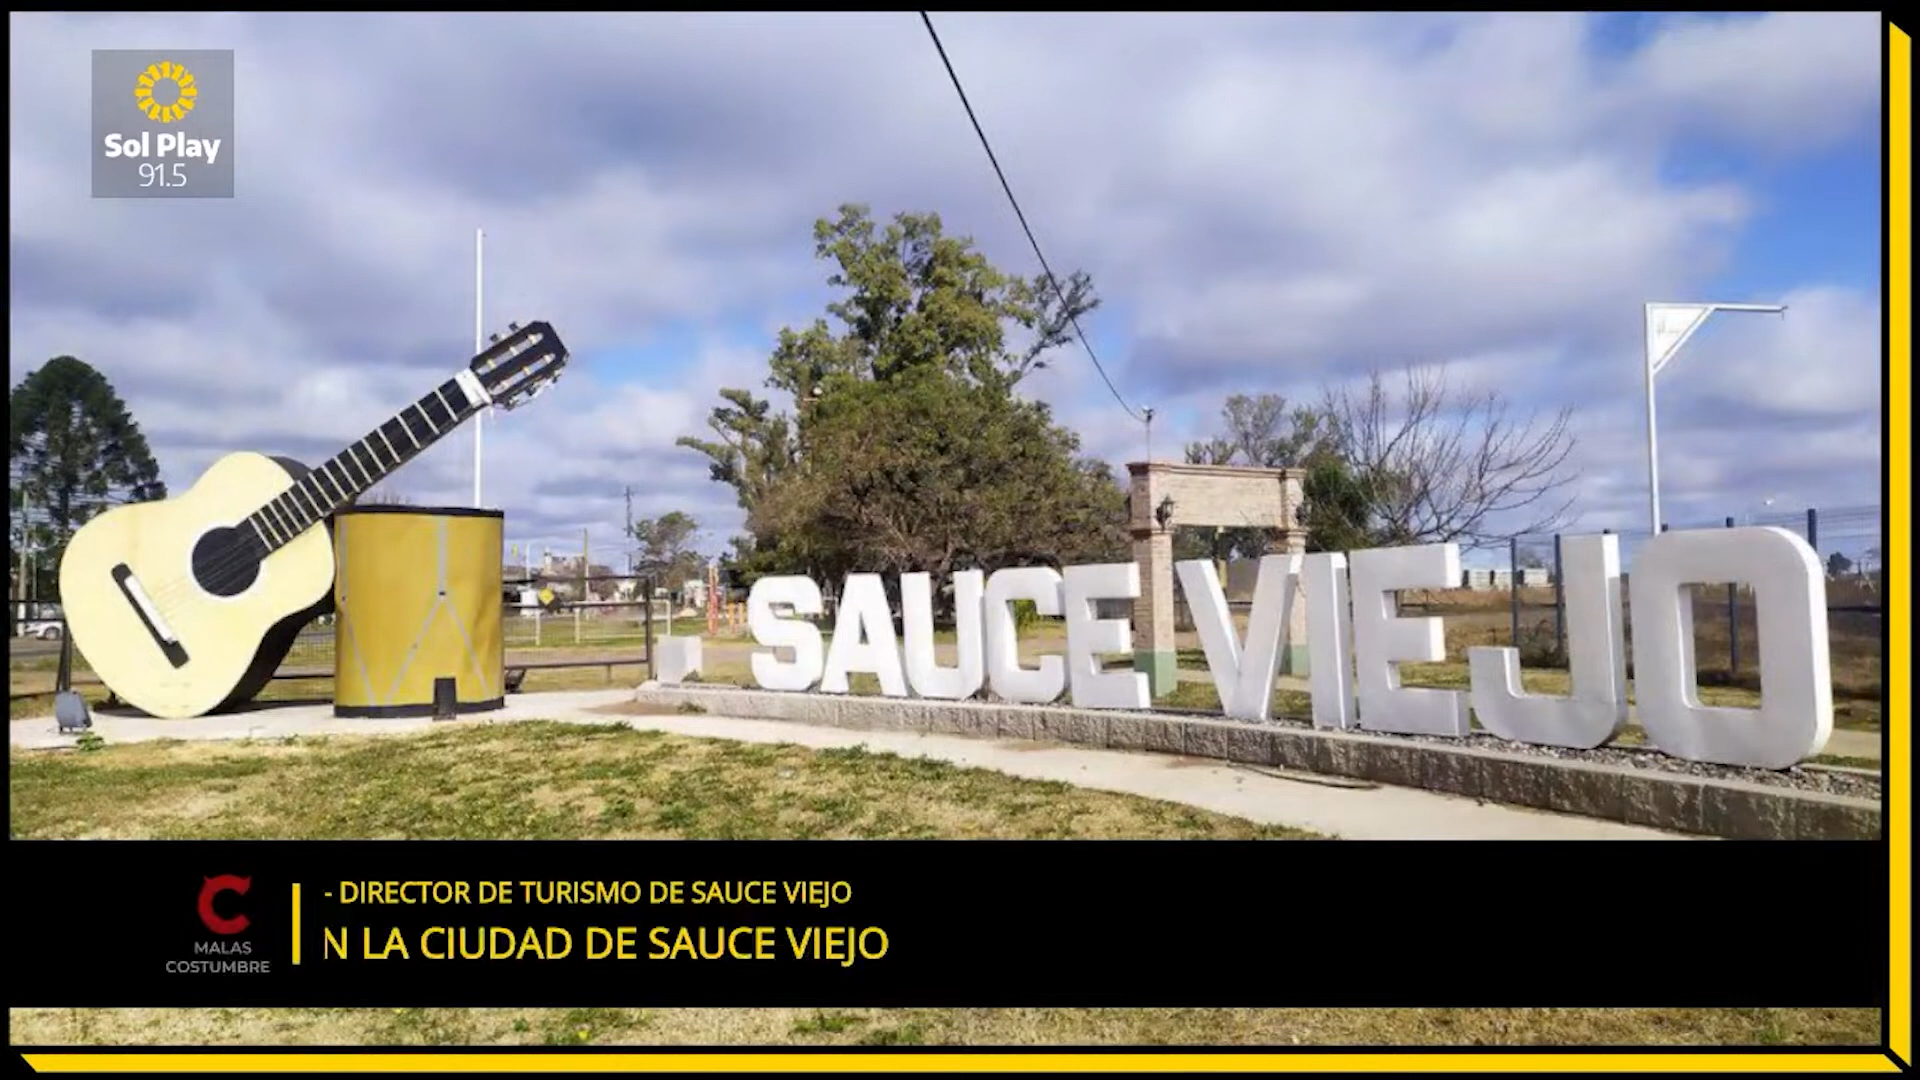 Sol Play
91.5
SAUCE VIEJO
- DIRECTOR DE TURISMO DE SAUCE VIEJO
N LA CIUDAD DE SAUCE VIEJO
MALAS
COSTUMBRE